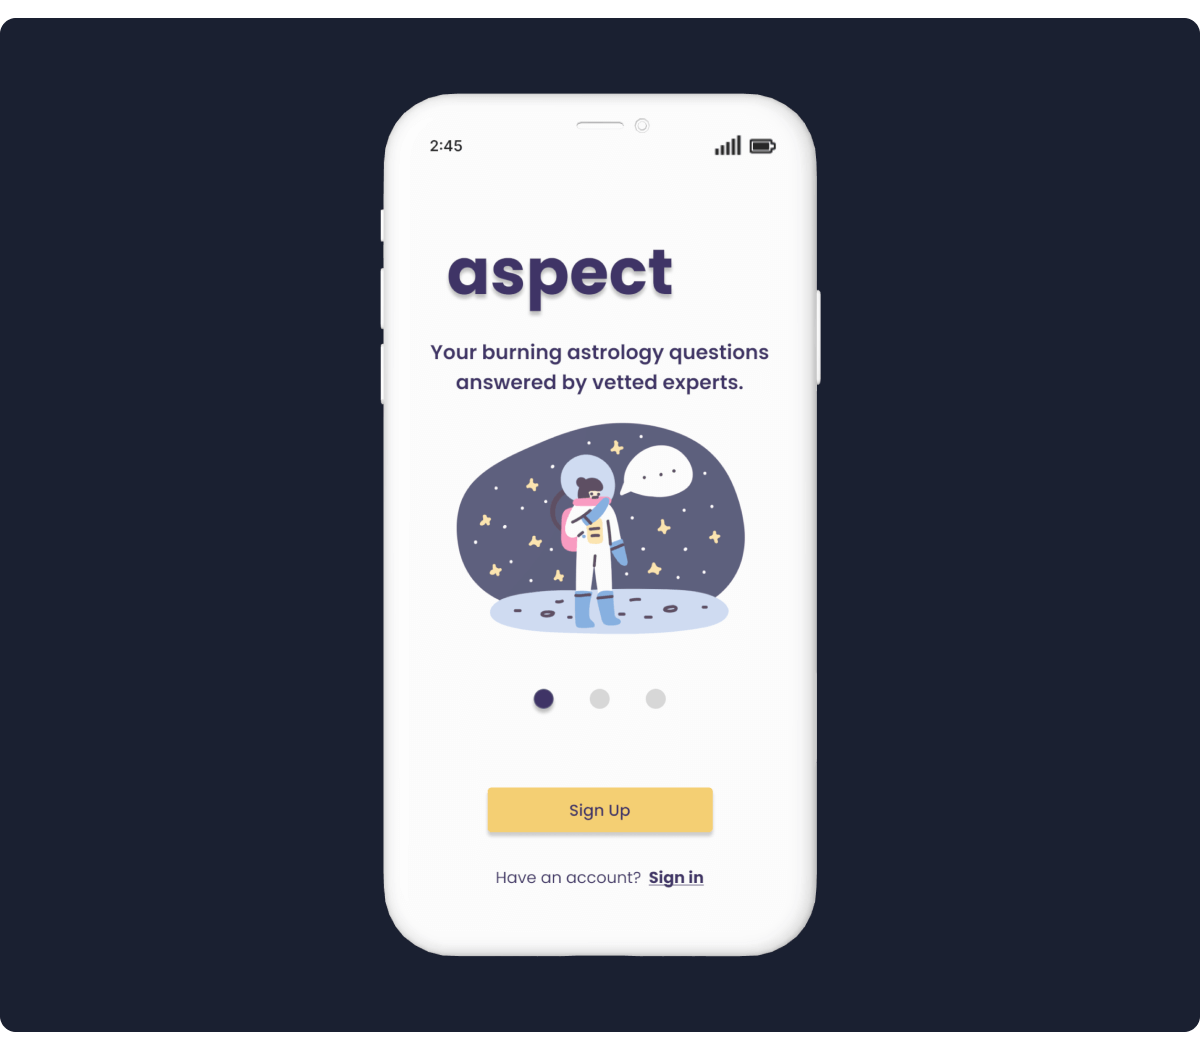 2:45
aspect
Your burning astrology questions
answered by vetted experts.
Sign Up
Have an account? Sign in